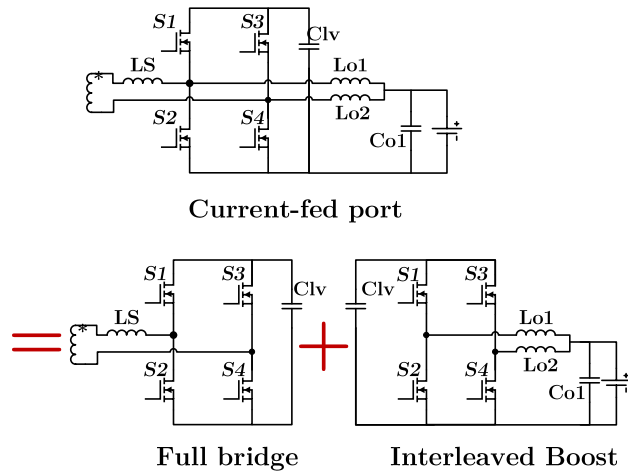 S1 S3 Clv
* LS Lo1
Lo2
S2 S4 Co1 + -
Current-fed port
S1 S3 Clv Clv S1 S3
* LS Lo1
= + Lo2
S2 S4 S2 S4 Co1 + -
Full bridge Interleaved Boost